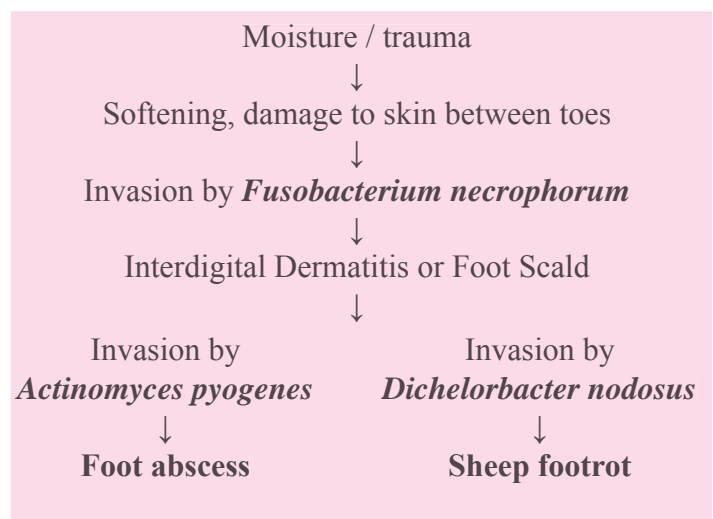 Moisture / trauma
↓
Softening, damage to skin between toes
↓
Invasion by Fusobacterium necrophorum
↓
Interdigital Dermatitis or Foot Scald
↓
Invasion by
Actinomyces pyogenes
↓
Foot abscess
Invasion by
Dichelorbacter nodosus
↓
Sheep footrot